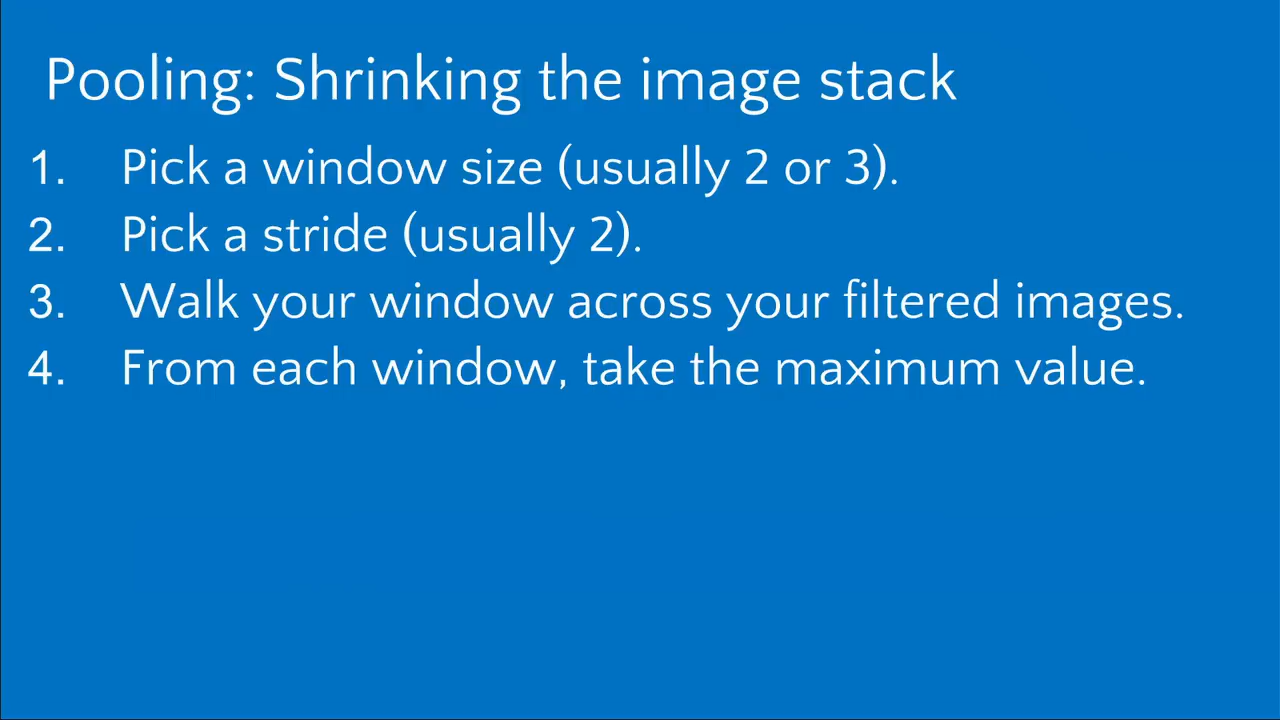 Pooling: Shrinking the image stack
1. Pick a window size (usually 2 or 3).
2. Pick a stride (usually 2).
3. Walk your window across your filtered images.
4. From each window, take the maximum value.